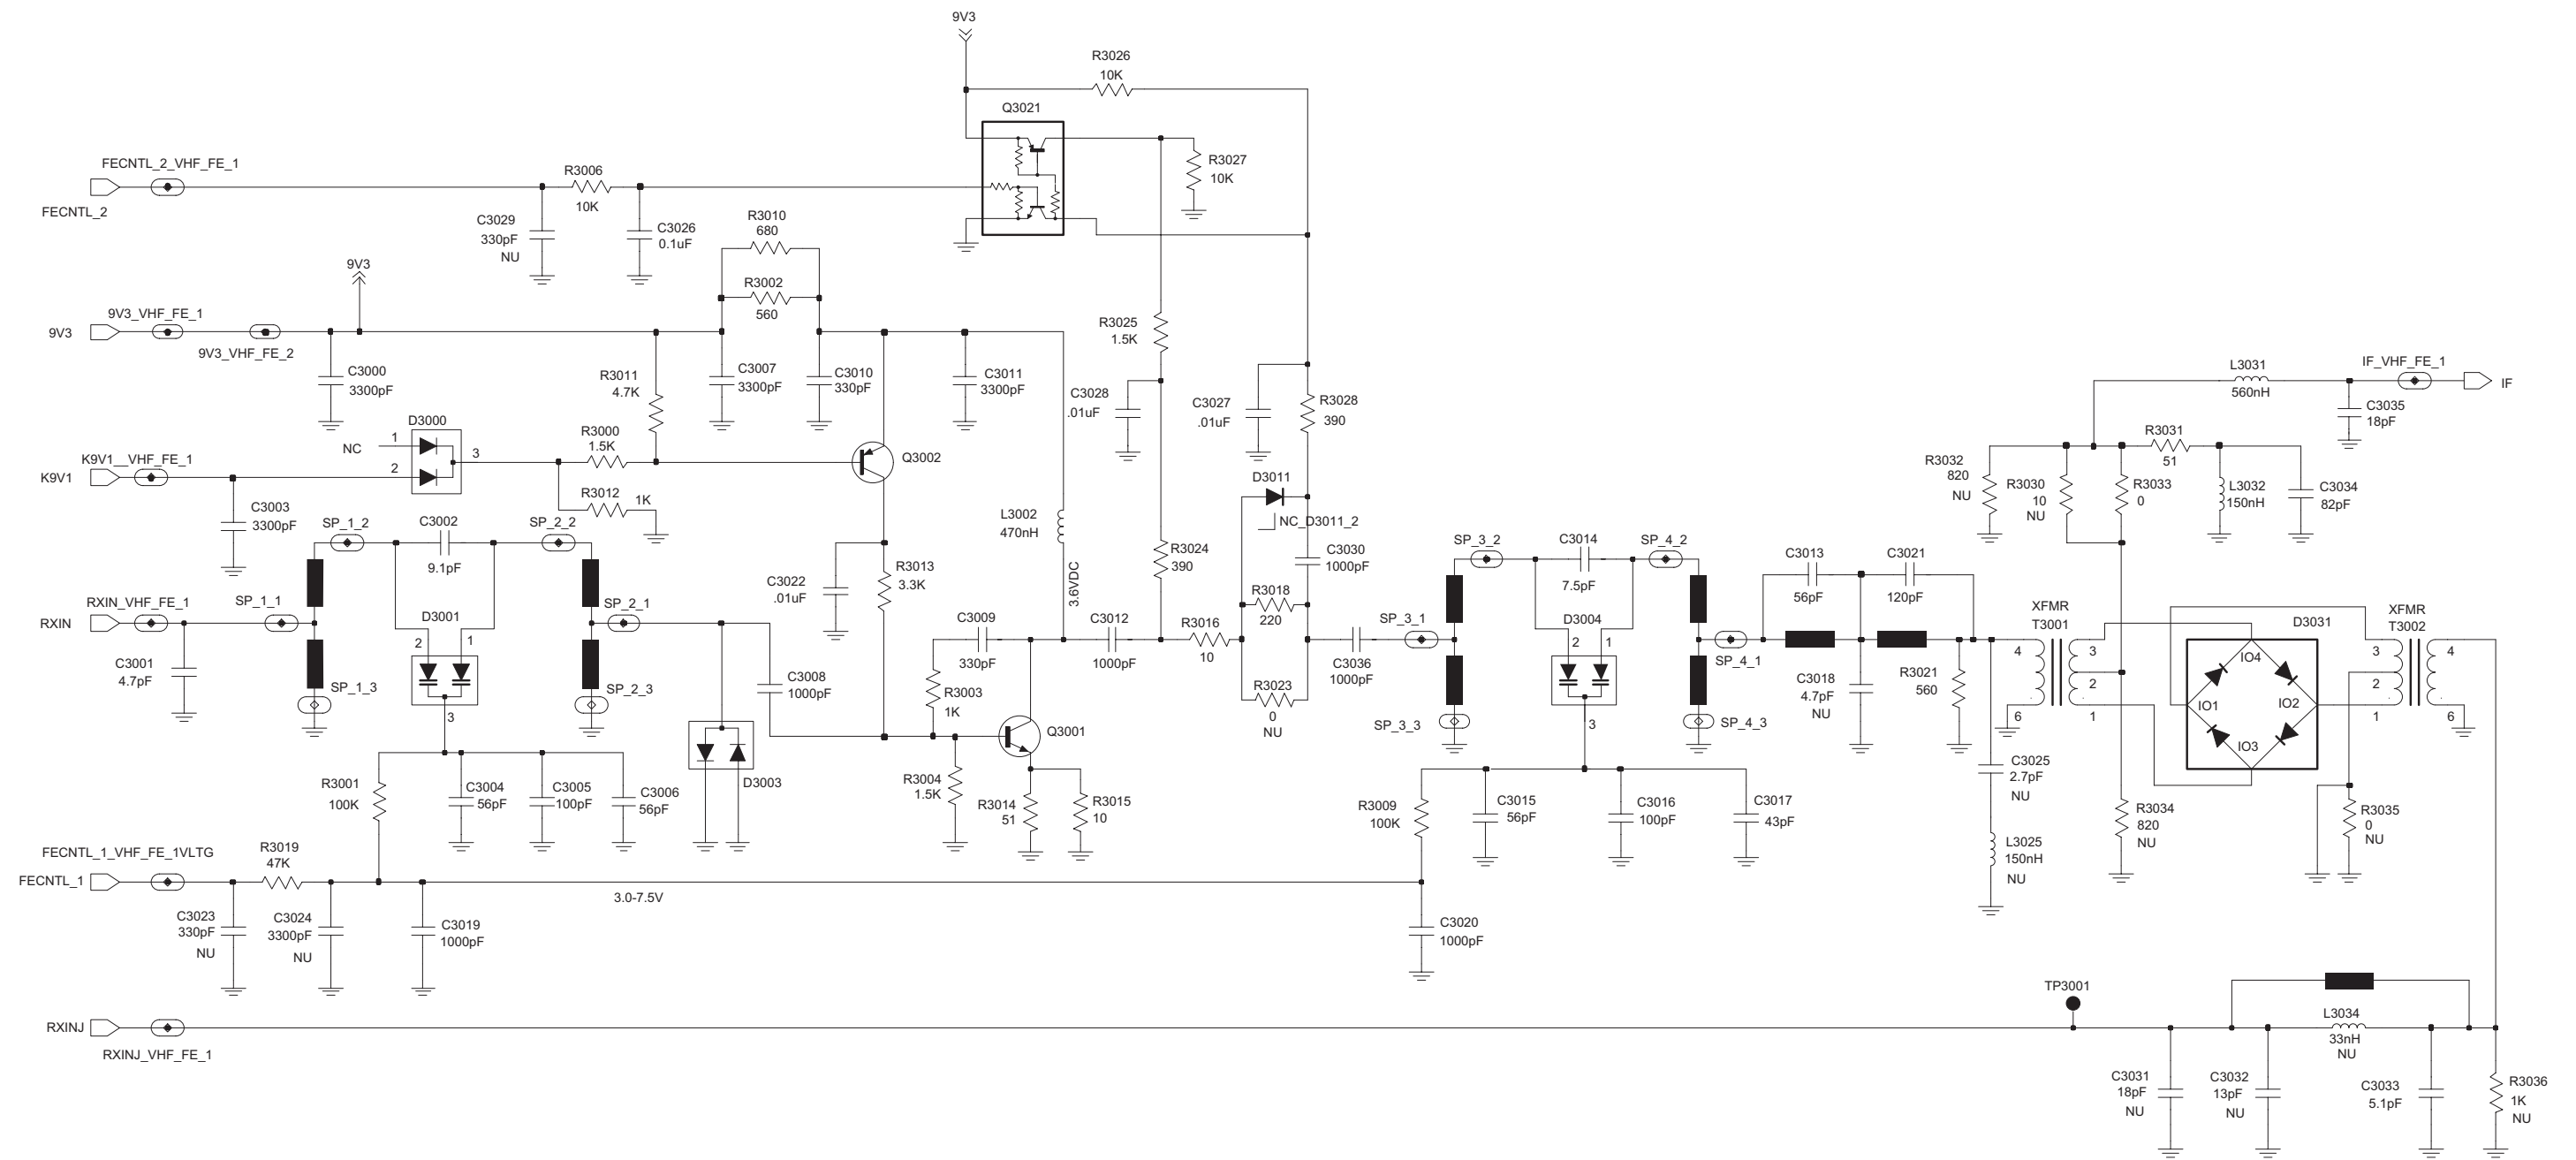 9V3
R3026
10K
Q3021
FECNTL_2_VHF_FE_1
FECNTL_2
R3006
10K
R3027
10K
C3029
330pF
NU
C3026
0.1uF
R3010
680
R3002
560
9V3
9V3_VHF_FE_1
9V3
9V3_VHF_FE_2
C3000
3300pF
R3011
4.7K
C3007
3300pF
C3010
330pF
C3011
3300pF
R3025
1.5K
C3028
.01uF
C3027
.01uF
R3028
390
L3031
560nH
IF_VHF_FE_1
IF
C3035
18pF
D3000
NC
1
2
3
K9V1__VHF_FE_1
K9V1
R3000
1.5K
R3012
1K
Q3002
C3003
3300pF
D3011
NC_D3011_2
R3031
51
R3032
820
NU
R3030
10
NU
R3033
0
L3032
150nH
C3034
82pF
SP_1_2
C3002
9.1pF
SP_2_2
L3002
470nH
3.6VDC
R3024
390
C3030
1000pF
SP_3_2
C3014
7.5pF
SP_4_2
C3013
56pF
C3021
120pF
RXIN_VHF_FE_1
RXIN
SP_1_1
D3001
2
1
3
SP_2_1
C3022
.01uF
R3013
3.3K
C3009
330pF
C3012
1000pF
R3016
10
R3018
220
R3023
0
NU
C3036
1000pF
SP_3_1
D3004
2
1
3
SP_4_1
XFMR
T3001
4
6
3
2
1
D3031
IO4
IO1
IO2
IO3
XFMR
T3002
3
2
1
4
6
C3001
4.7pF
SP_1_3
SP_2_3
C3008
1000pF
R3003
1K
Q3001
SP_3_3
SP_4_3
C3018
4.7pF
NU
R3021
560
C3025
2.7pF
NU
R3001
100K
C3004
56pF
C3005
100pF
C3006
56pF
D3003
R3004
1.5K
R3014
51
R3015
10
R3009
100K
C3015
56pF
C3016
100pF
C3017
43pF
L3025
150nH
NU
R3034
820
NU
R3035
0
NU
FECNTL_1_VHF_FE_1VLTG
FECNTL_1
R3019
47K
3.0-7.5V
C3023
330pF
NU
C3024
3300pF
NU
C3019
1000pF
C3020
1000pF
RXINJ
RXINJ_VHF_FE_1
TP3001
L3034
33nH
NU
C3031
18pF
NU
C3032
13pF
NU
C3033
5.1pF
R3036
1K
NU